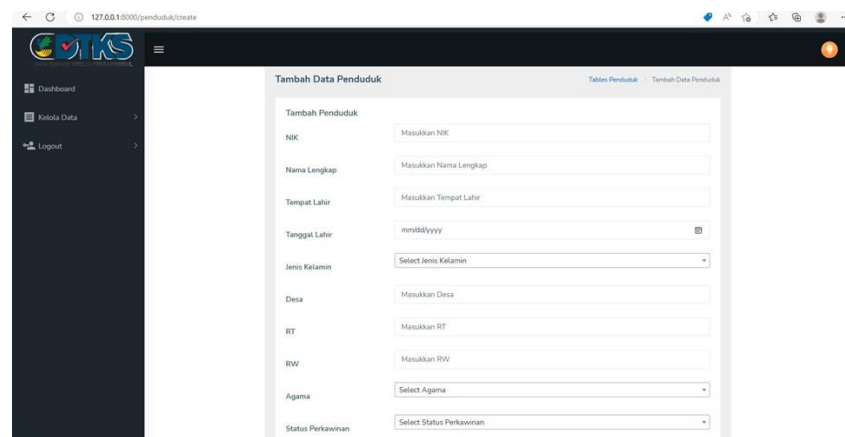 127.0.0.1:8000/penduduk/create
DTKS
Tambah Data Penduduk
Tables Penduduk
Tambah Data Penduduk
Dashboard
Kelola Data
Logout
Tambah Penduduk
NIK
Masukkan NIK
Nama Lengkap
Masukkan Nama Lengkap
Tempat Lahir
Masukkan Tempat Lahir
Tanggal Lahir
mm/dd/yyyy
Jenis Kelamin
Select Jenis Kelamin
Desa
Masukkan Desa
RT
Masukkan RT
RW
Masukkan RW
Agama
Select Agama
Status Perkawinan
Select Status Perkawinan